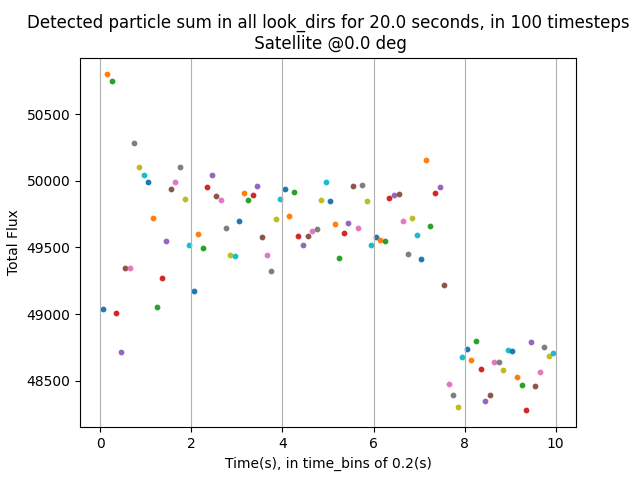 Detected particle sum in all look_dirs for 20.0 seconds, in 100 timesteps
Satellite @0.0 deg
50500
50000
49500
49000
48500
Total Flux
0 2 4 6 8 10
Time(s), in time_bins of 0.2(s)